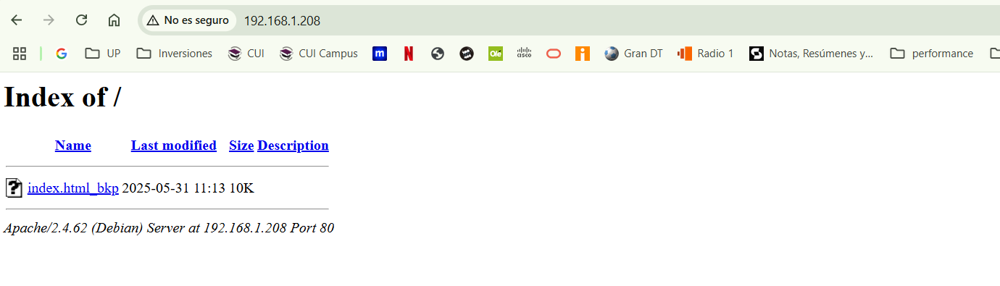 No es seguro 192.168.1.208
UP Inversiones CUI CUI Campus m N Olé cisco Gran DT Radio 1 Notas, Resúmenes y... performance
Index of /
Name Last modified Size Description
index.html_bkp 2025-05-31 11:13 10K
Apache/2.4.62 (Debian) Server at 192.168.1.208 Port 80